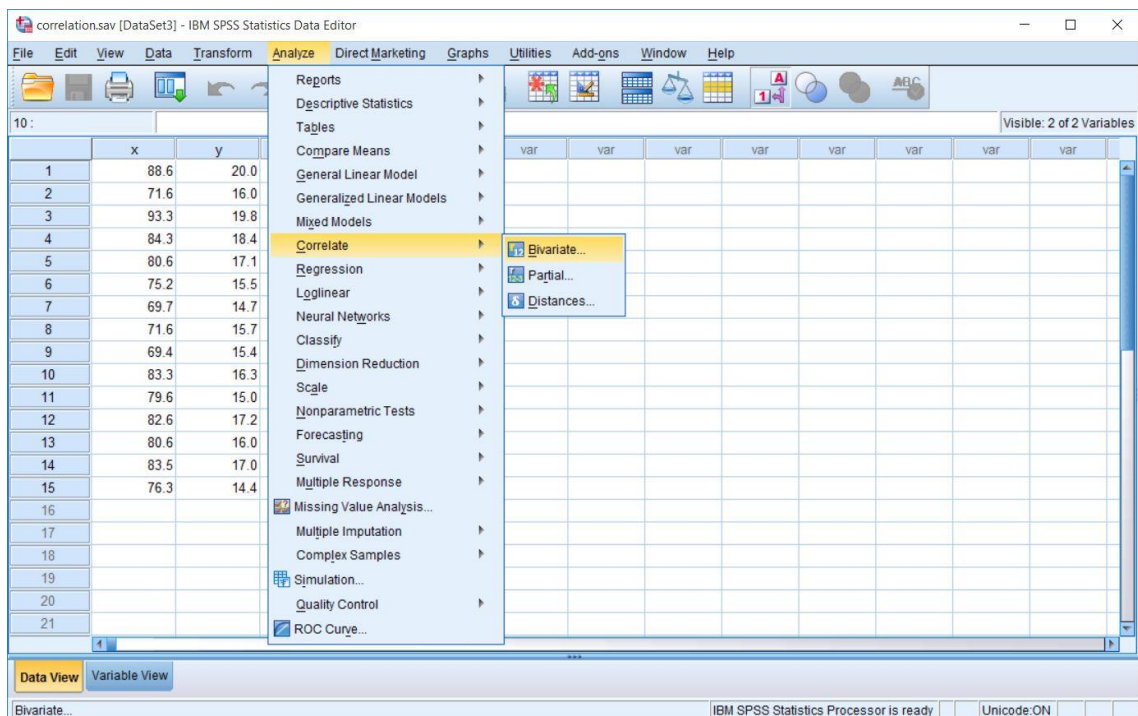 correlation.sav [DataSet3] - IBM SPSS Statistics Data Editor
File Edit View Data Transform Analyze Direct Marketing Graphs Utilities Add-ons Window Help
A
1
ABC
10 :
Visible: 2 of 2 Variables
x y var var var var var var var var
1 88.6 20.0
2 71.6 16.0
3 93.3 19.8
4 84.3 18.4
5 80.6 17.1
6 75.2 15.5
7 69.7 14.7
8 71.6 15.7
9 69.4 15.4
10 83.3 16.3
11 79.6 15.0
12 82.6 17.2
13 80.6 16.0
14 83.5 17.0
15 76.3 14.4
16
17
18
19
20
21
Reports
Descriptive Statistics
Tables
Compare Means
General Linear Model
Generalized Linear Models
Mixed Models
Correlate
Regression
Loglinear
Neural Networks
Classify
Dimension Reduction
Scale
Nonparametric Tests
Forecasting
Survival
Multiple Response
Missing Value Analysis...
Multiple Imputation
Complex Samples
Simulation...
Quality Control
ROC Curve...
Bivariate...
Partial...
Distances...
Data View Variable View
Bivariate... IBM SPSS Statistics Processor is ready Unicode:ON